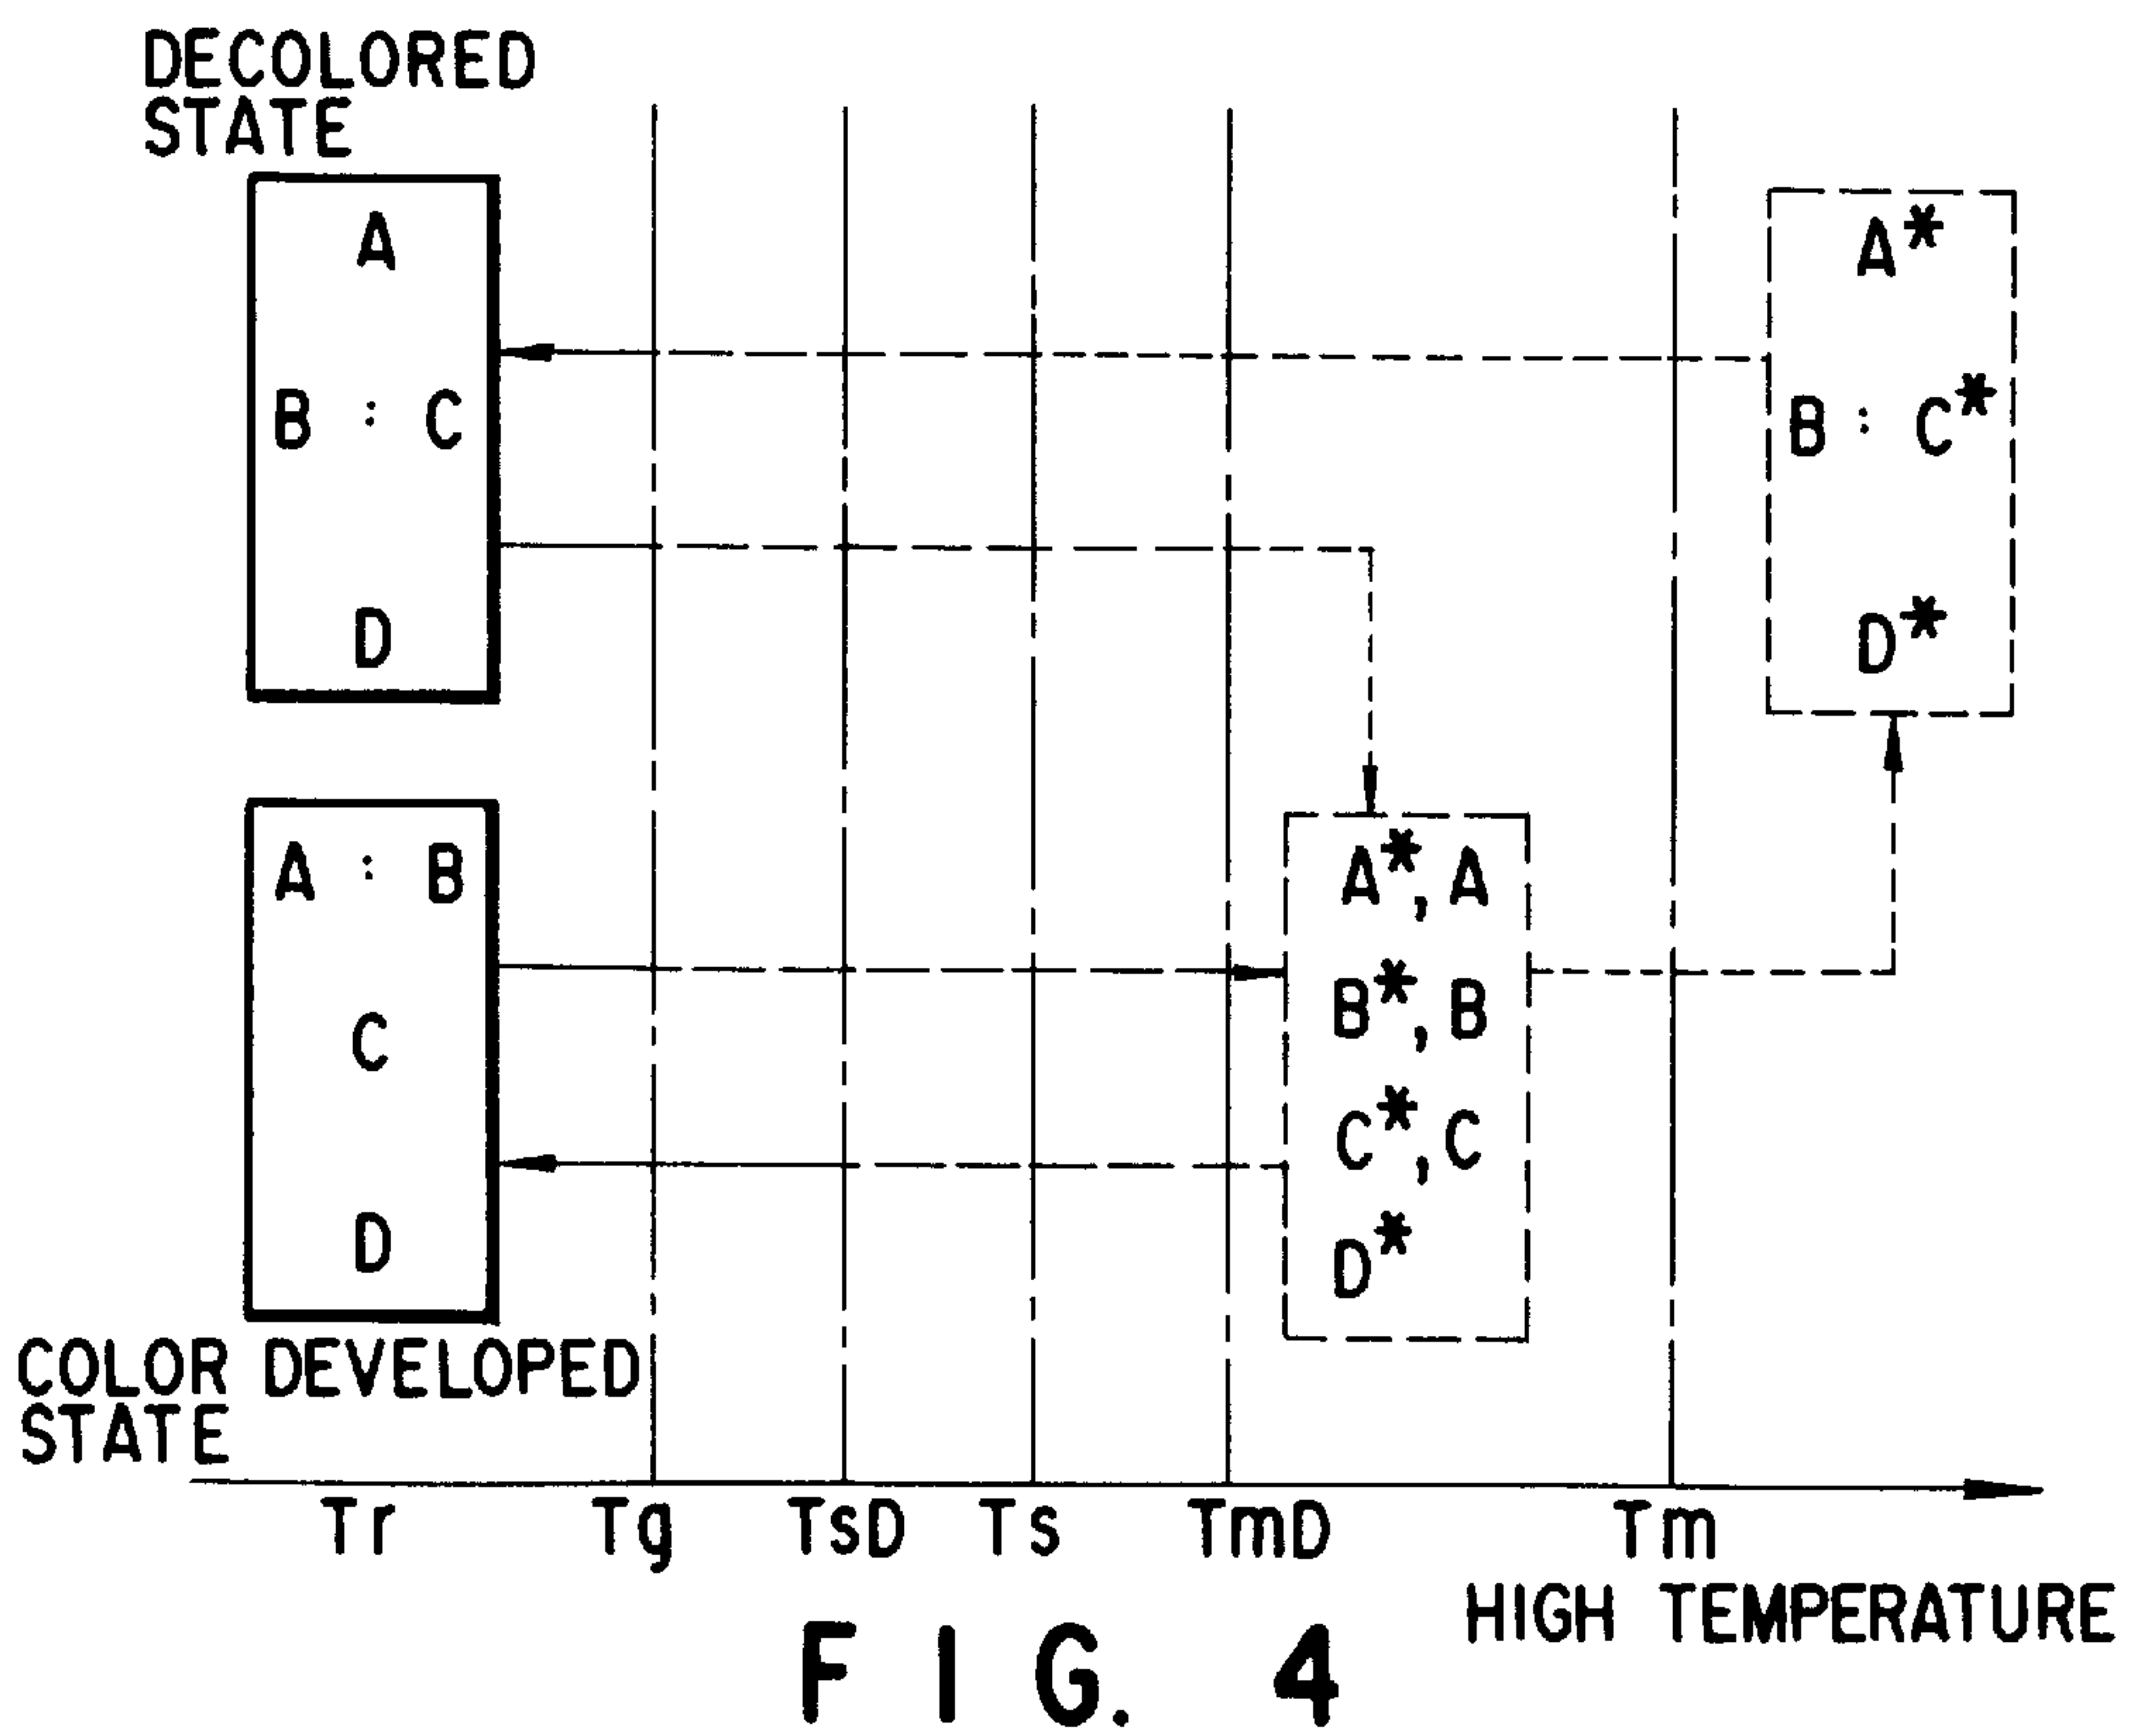 DECOLORED
STATE
A
B : C
D
A*
B : C*
D*
A : B
C
D
A*, A
B*, B
C*, C
D*
COLOR DEVELOPED
STATE
Tr Tg TsD Ts TmD Tm
HIGH TEMPERATURE
FIG. 4